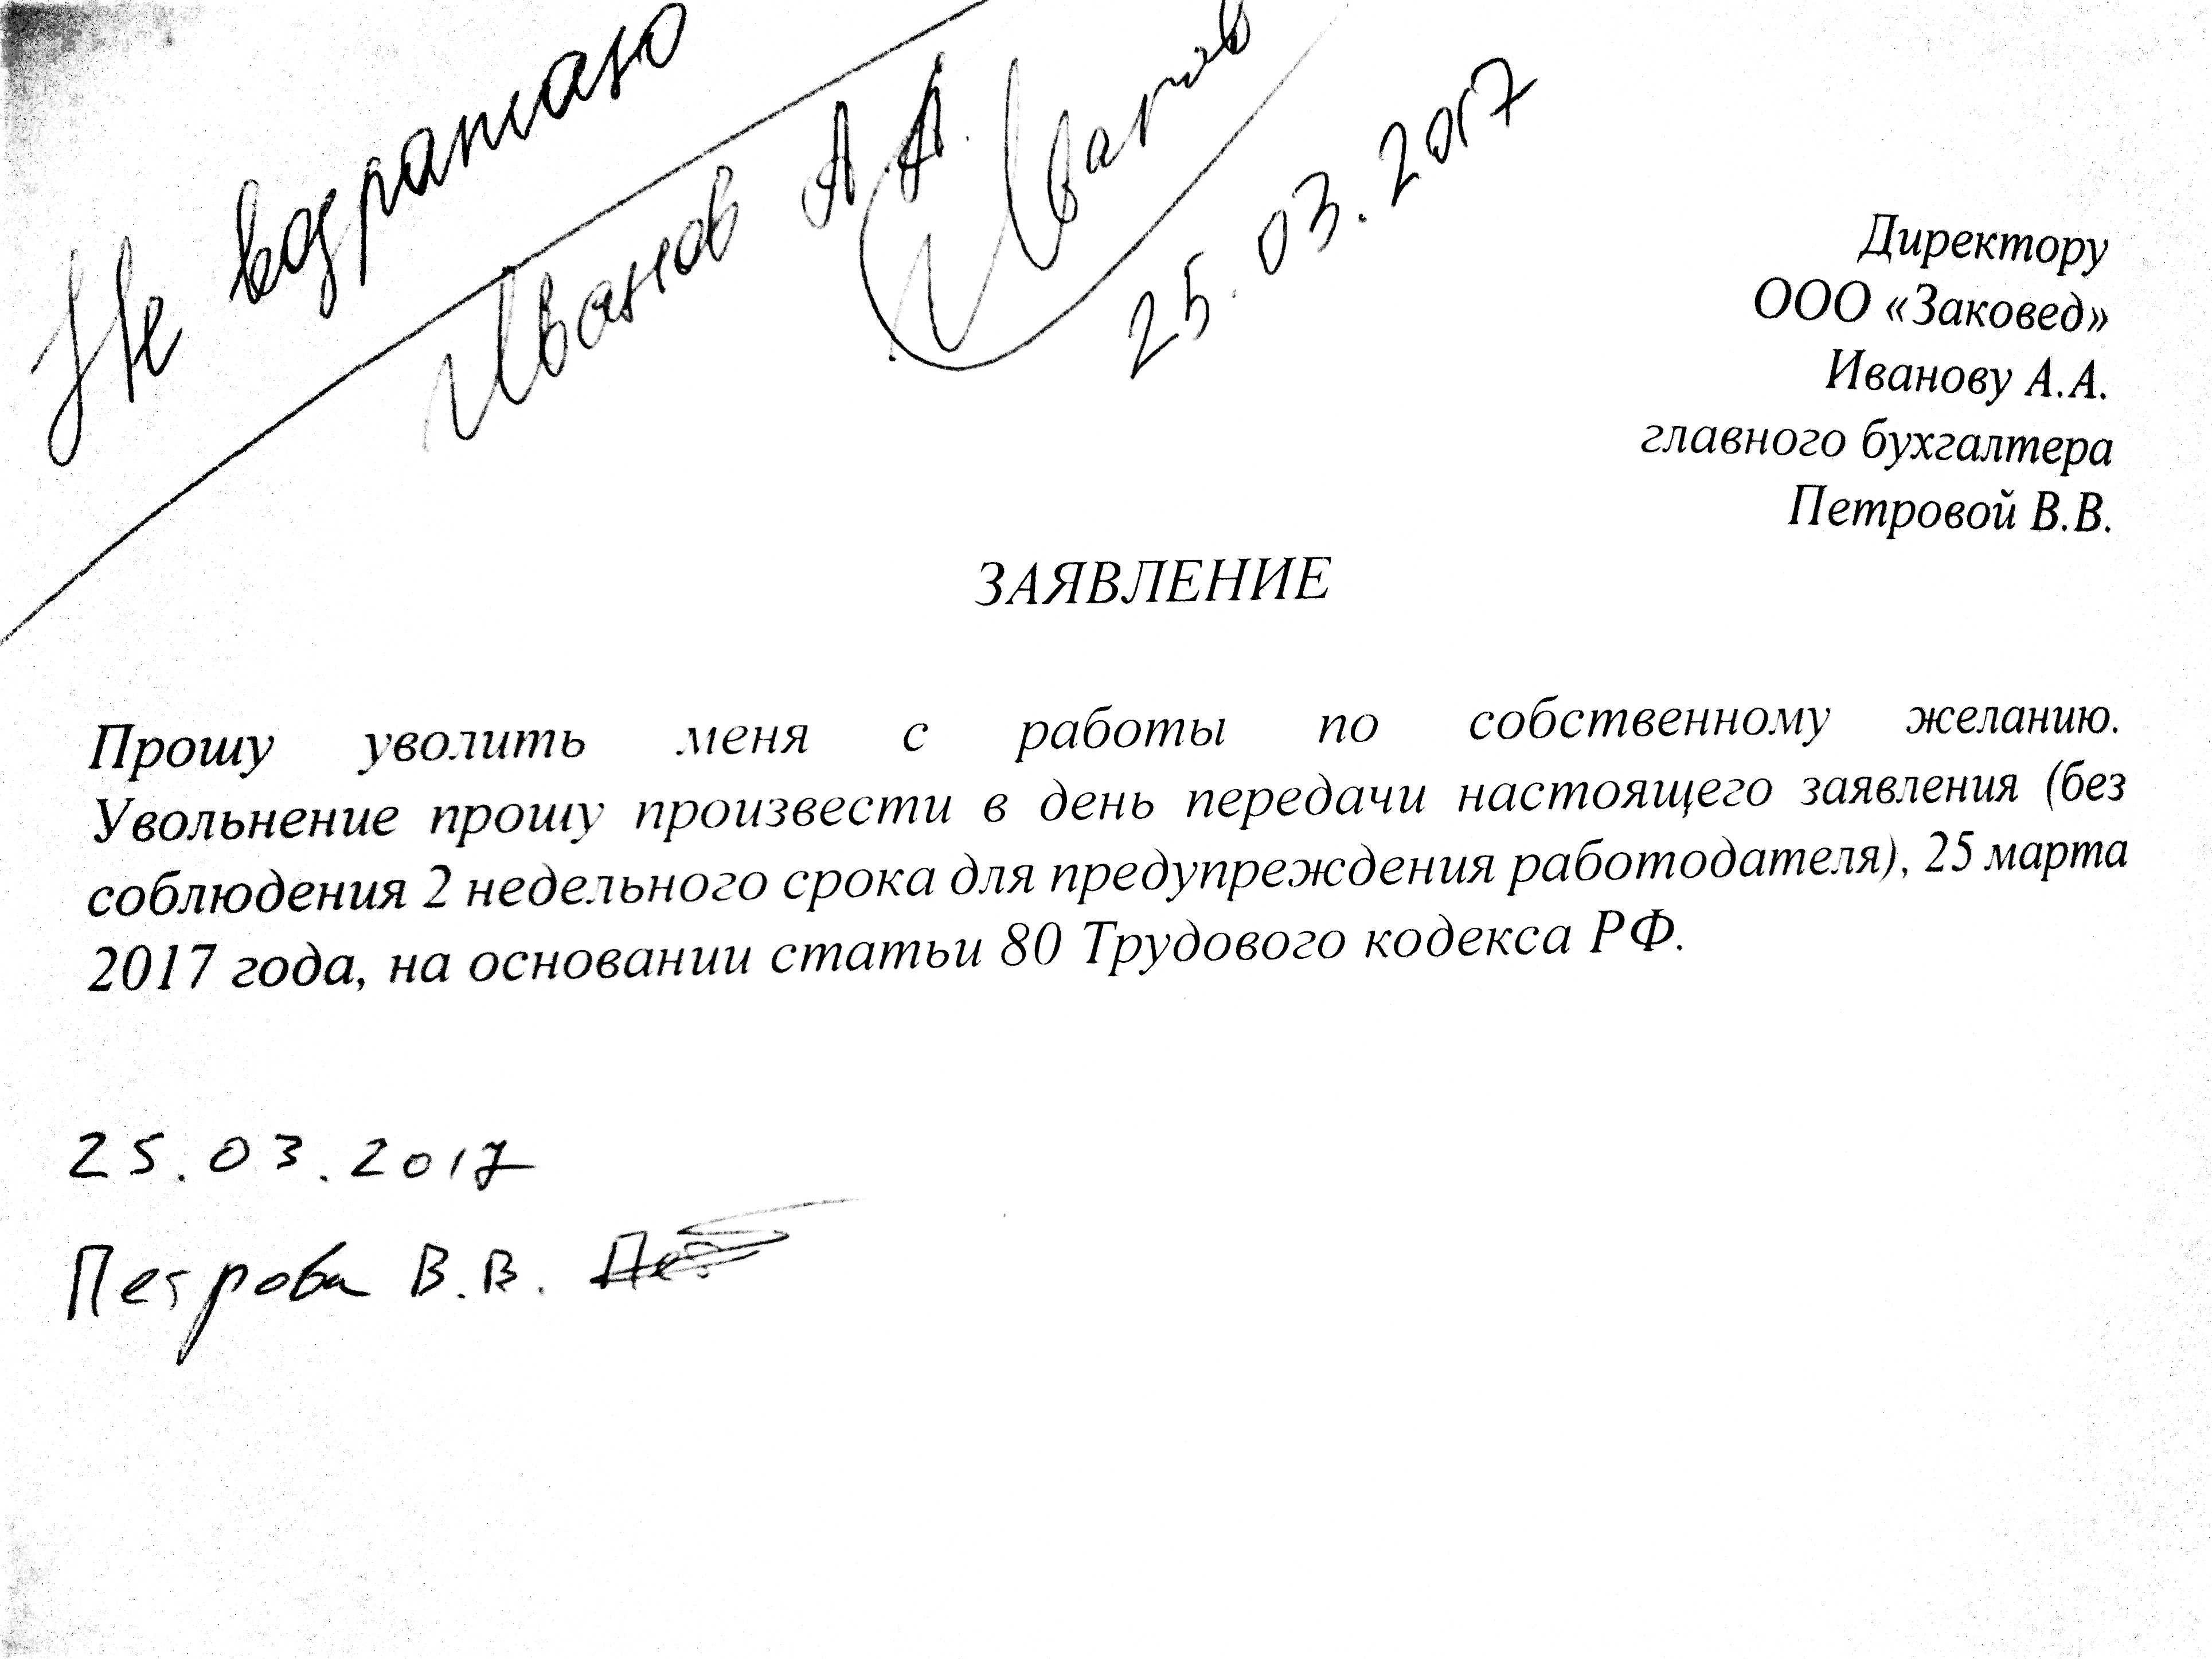 Не возражаю
Иванов А.А. Иванов
25.03.2017
Директору
ООО «Заковед»
Иванову А.А.
главного бухгалтера
Петровой В.В.
ЗАЯВЛЕНИЕ
Прошу уволить меня с работы по собственному желанию.
Увольнение прошу произвести в день передачи настоящего заявления (без
соблюдения 2 недельного срока для предупреждения работодателя), 25 марта
2017 года, на основании статьи 80 Трудового кодекса РФ.
25.03.2017
Петрова В.В.